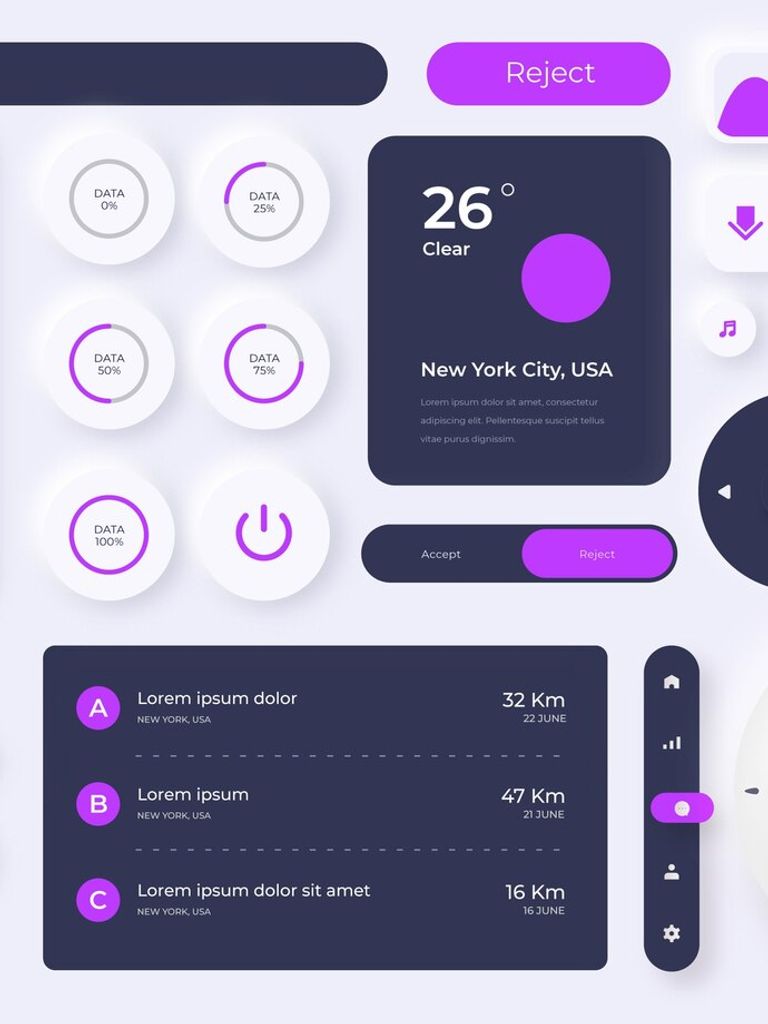 Reject
DATA
0%
DATA
25%
DATA
50%
DATA
75%
DATA
100%
26°
Clear
New York City, USA
Lorem ipsum dolor sit amet, consectetur
adipiscing elit. Pellentesque suscipit tellus
vitae purus dignissim.
Accept
Reject
A
Lorem ipsum dolor
NEW YORK, USA
32 Km
22 JUNE
B
Lorem ipsum
NEW YORK, USA
47 Km
21 JUNE
C
Lorem ipsum dolor sit amet
NEW YORK, USA
16 Km
16 JUNE